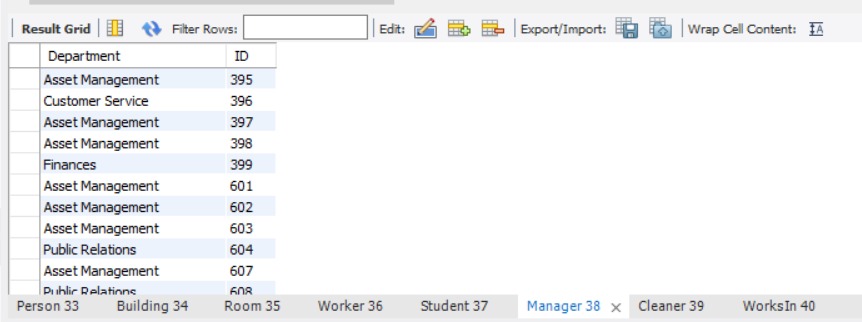 Result Grid Filter Rows: Edit: Export/Import: Wrap Cell Content: IA
Department ID
Asset Management 395
Customer Service 396
Asset Management 397
Asset Management 398
Finances 399
Asset Management 601
Asset Management 602
Asset Management 603
Public Relations 604
Asset Management 607
Public Relations 608
Person 33 Building 34 Room 35 Worker 36 Student 37 Manager 38 × Cleaner 39 WorksIn 40